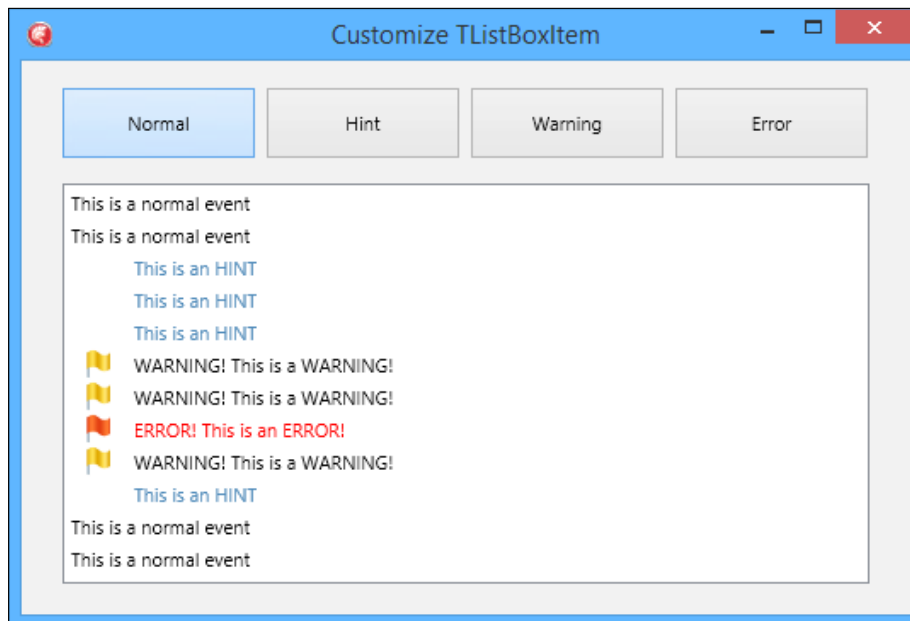 Customize TListBoxItem
Normal Hint Warning Error
This is a normal event
This is a normal event
This is an HINT
This is an HINT
This is an HINT
WARNING! This is a WARNING!
WARNING! This is a WARNING!
ERROR! This is an ERROR!
WARNING! This is a WARNING!
This is an HINT
This is a normal event
This is a normal event